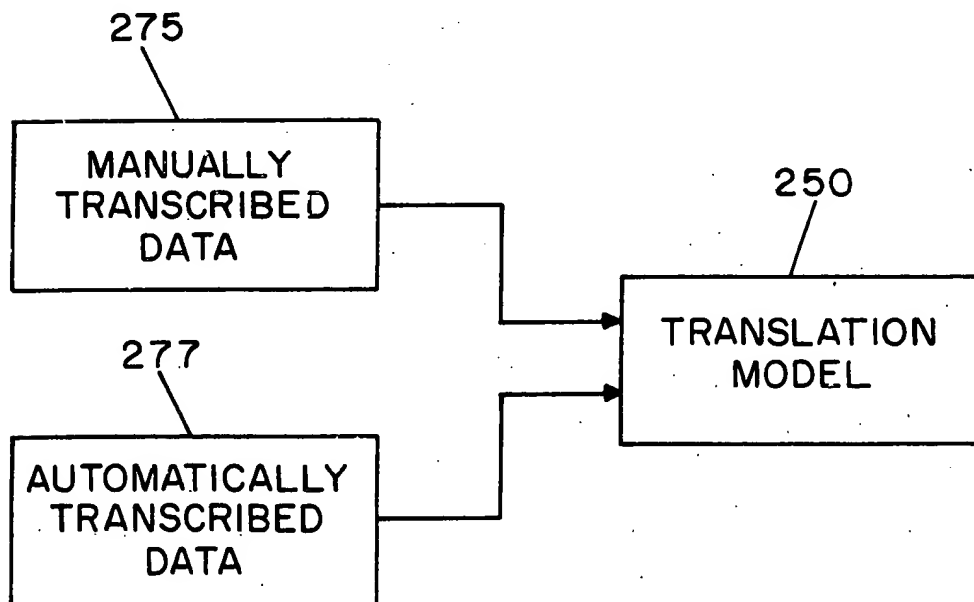 275
MANUALLY
TRANSCRIBED
DATA
250
TRANSLATION
MODEL
277
AUTOMATICALLY
TRANSCRIBED
DATA